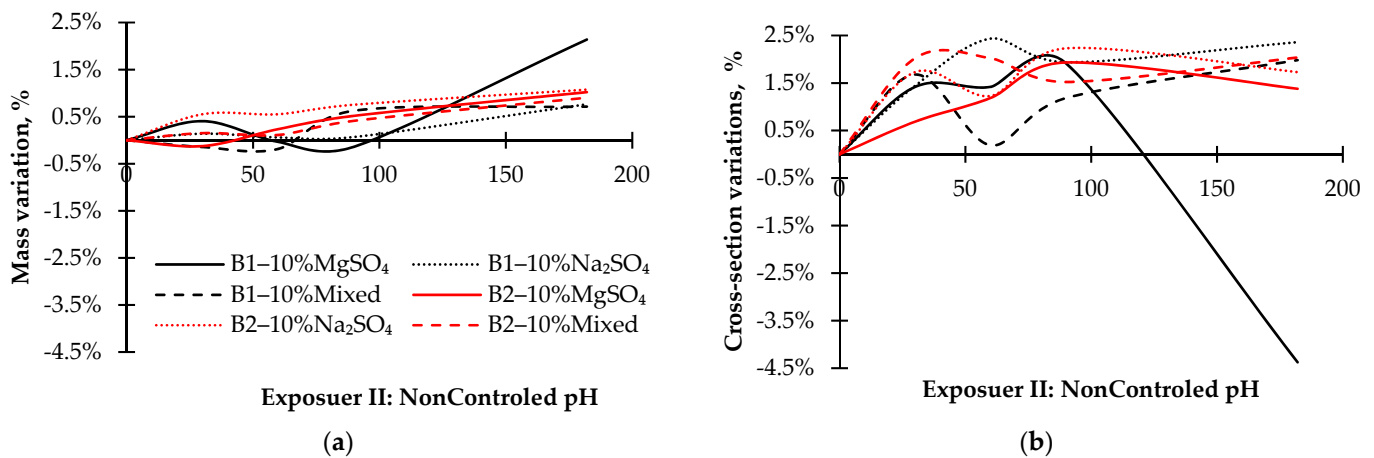 2.5%
1.5%
0.5%
-0.5%
-1.5%
-2.5%
-3.5%
-4.5%
0
50
100
150
200
Mass variation, %
B1–10%MgSO₄
B1–10%Na₂SO₄
B1–10%Mixed
B2–10%MgSO₄
B2–10%Na₂SO₄
B2–10%Mixed
Exposuer II: NonControled pH
(a)
2.5%
1.5%
0.5%
-0.5%
-1.5%
-2.5%
-3.5%
-4.5%
0
50
100
150
200
Cross-section variations, %
Exposuer II: NonControled pH
(b)